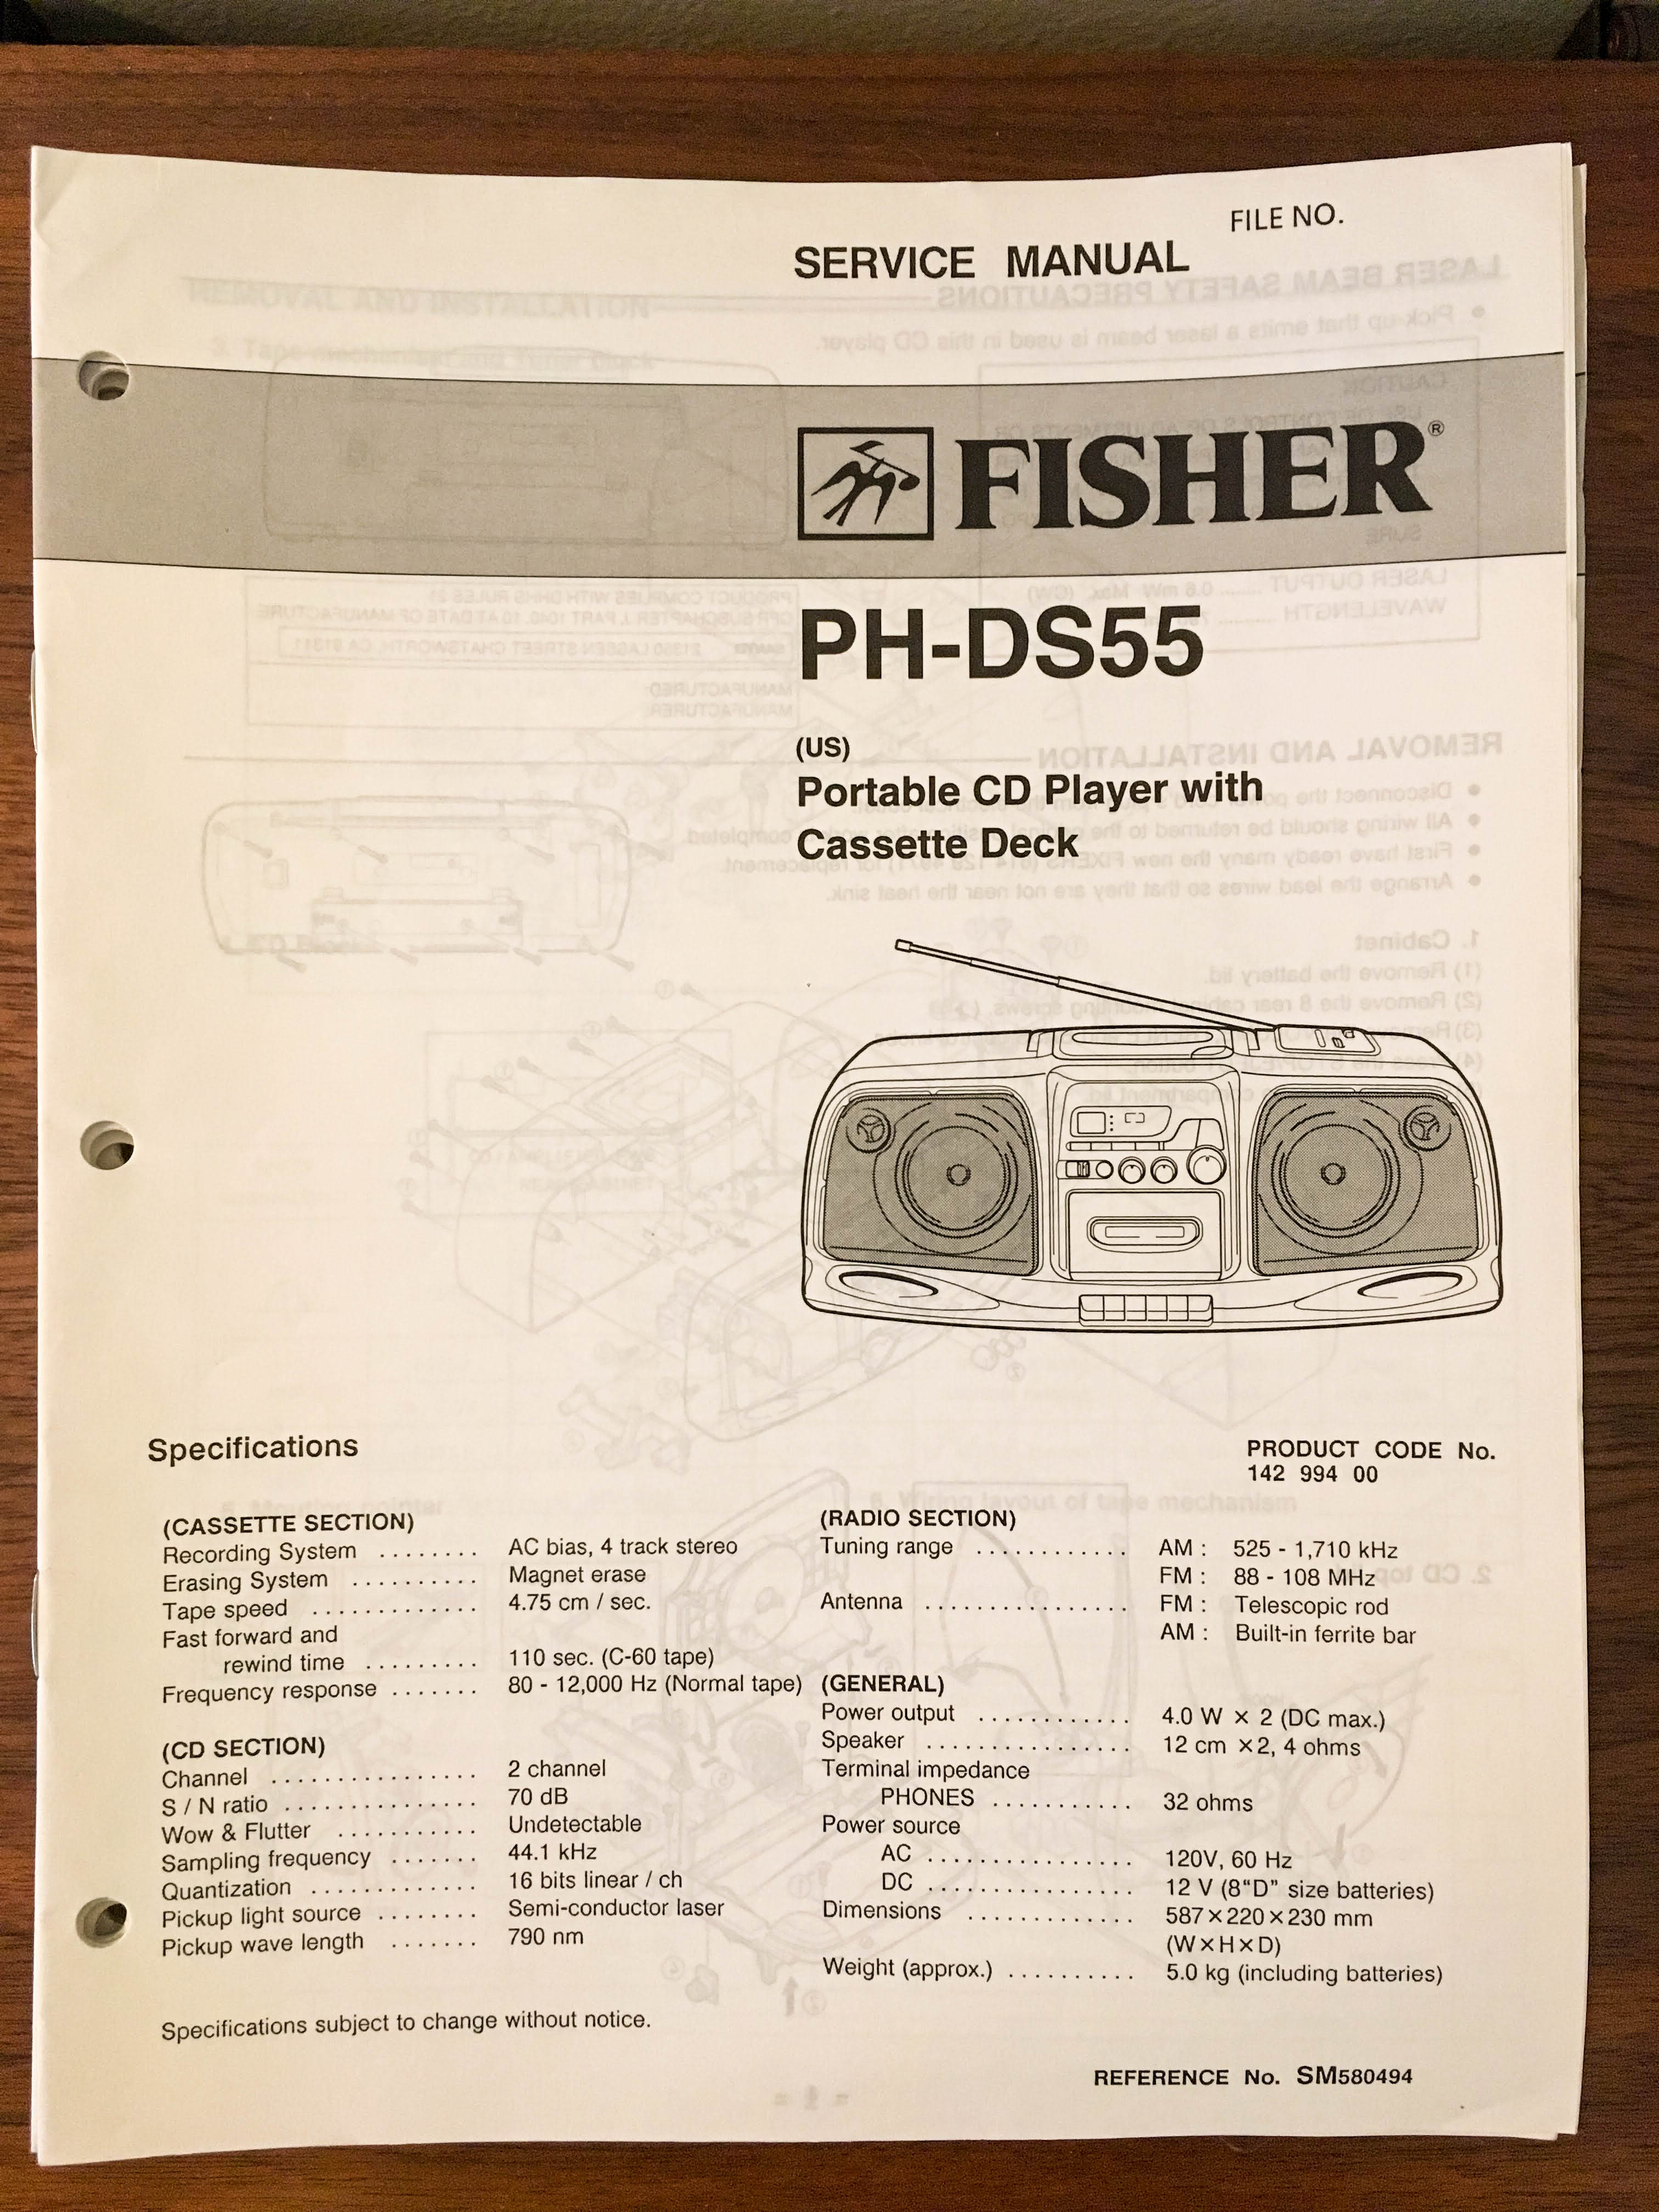 FILE NO.
SERVICE MANUAL
FISHER®
PH-DS55
(US)
Portable CD Player with
Cassette Deck
Specifications
PRODUCT CODE No.
142 994 00
(CASSETTE SECTION)
Recording System ........ AC bias, 4 track stereo
Erasing System .......... Magnet erase
Tape speed ............. 4.75 cm / sec.
Fast forward and
rewind time ......... 110 sec. (C-60 tape)
Frequency response ....... 80 - 12,000 Hz (Normal tape)
(CD SECTION)
Channel ................ 2 channel
S / N ratio ............... 70 dB
Wow & Flutter ........... Undetectable
Sampling frequency ....... 44.1 kHz
Quantization ............. 16 bits linear / ch
Pickup light source ........ Semi-conductor laser
Pickup wave length ....... 790 nm
(RADIO SECTION)
Tuning range ............ AM : 525 - 1,710 kHz
FM : 88 - 108 MHz
Antenna ................ FM : Telescopic rod
AM : Built-in ferrite bar
(GENERAL)
Power output ............ 4.0 W × 2 (DC max.)
Speaker ................ 12 cm ×2, 4 ohms
Terminal impedance
PHONES ........... 32 ohms
Power source
AC ................ 120V, 60 Hz
DC ................ 12 V (8“D” size batteries)
Dimensions ............. 587×220×230 mm
(W×H×D)
Weight (approx.) .......... 5.0 kg (including batteries)
Specifications subject to change without notice.
REFERENCE No. SM580494